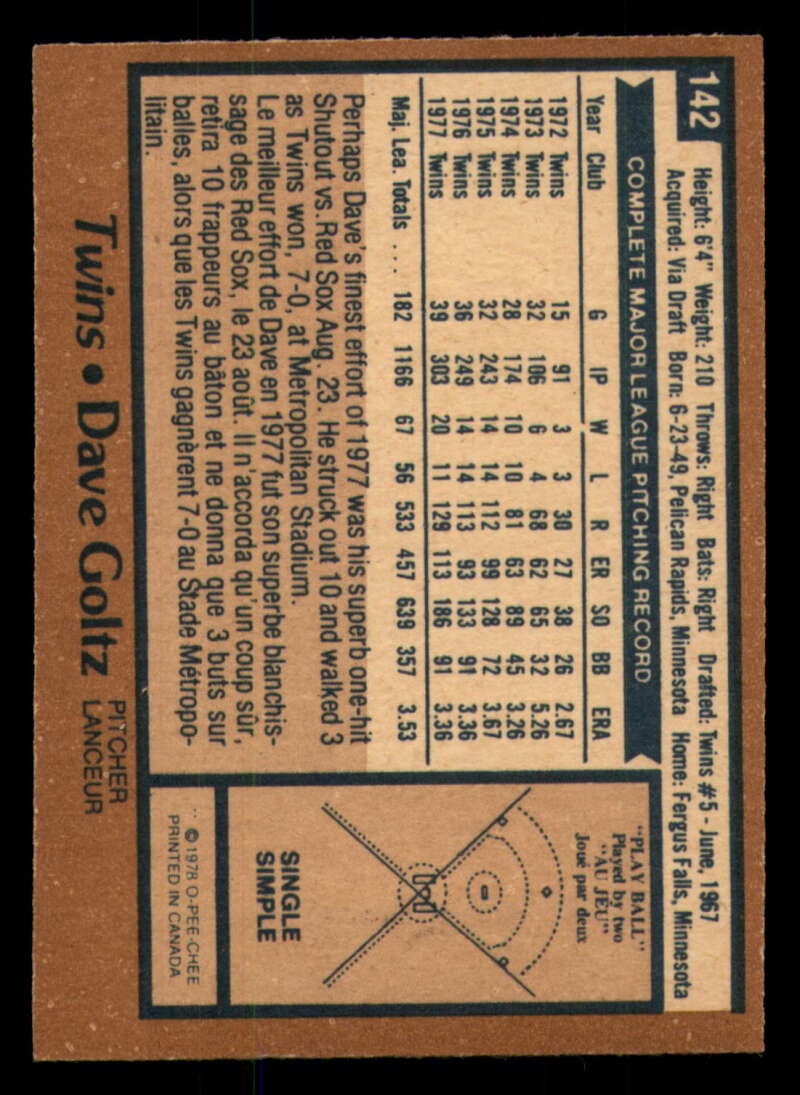 142
Height: 6'4" Weight: 210 Throws: Right Bats: Right Drafted: Twins #5 - June, 1967
Acquired: Via Draft Born: 6-23-49, Pelican Rapids, Minnesota Home: Fergus Falls, Minnesota
COMPLETE MAJOR LEAGUE PITCHING RECORD
Year Club G IP W L R ER SO BB ERA
1972 Twins 15 91 3 3 30 27 38 26 2.67
1973 Twins 32 106 6 4 68 62 65 32 5.26
1974 Twins 28 174 10 10 81 63 89 45 3.26
1975 Twins 32 243 14 14 112 99 128 72 3.67
1976 Twins 36 249 14 14 113 93 133 91 3.36
1977 Twins 39 303 20 11 129 113 186 91 3.36
Maj. Lea. Totals ... 182 1166 67 56 533 457 639 357 3.53
Perhaps Dave's finest effort of 1977 was his superb one-hit
Shutout vs. Red Sox Aug. 23. He struck out 10 and walked 3
as Twins won, 7-0, at Metropolitan Stadium.
Le meilleur effort de Dave en 1977 fut son superbe blanchis-
sage des Red Sox, le 23 août. Il n'accorda qu'un coup sûr,
retira 10 frappeurs au bâton et ne donna que 3 buts sur
balles, alors que les Twins gagnèrent 7-0 au Stade Métropo-
litain.
"PLAY BALL"
Played by two
"AU JEU"
Joué par deux
SINGLE
SIMPLE
© 1978 O-PEE-CHEE
PRINTED IN CANADA
Twins • Dave Goltz PITCHER
LANCEUR